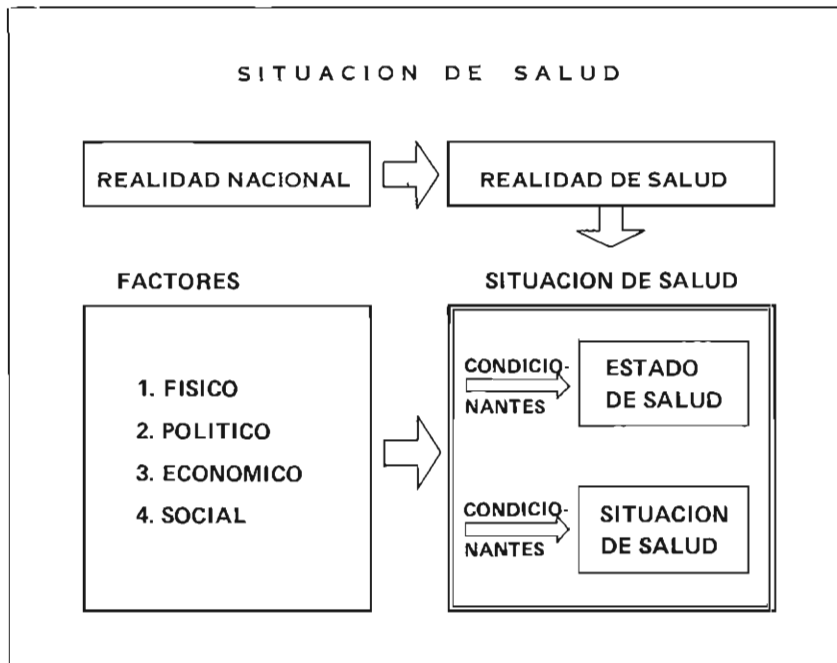 SITUACION DE SALUD
REALIDAD NACIONAL
REALIDAD DE SALUD
FACTORES
1. FISICO
2. POLITICO
3. ECONOMICO
4. SOCIAL
SITUACION DE SALUD
CONDICIO-
NANTES
ESTADO
DE SALUD
CONDICIO-
NANTES
SITUACION
DE SALUD